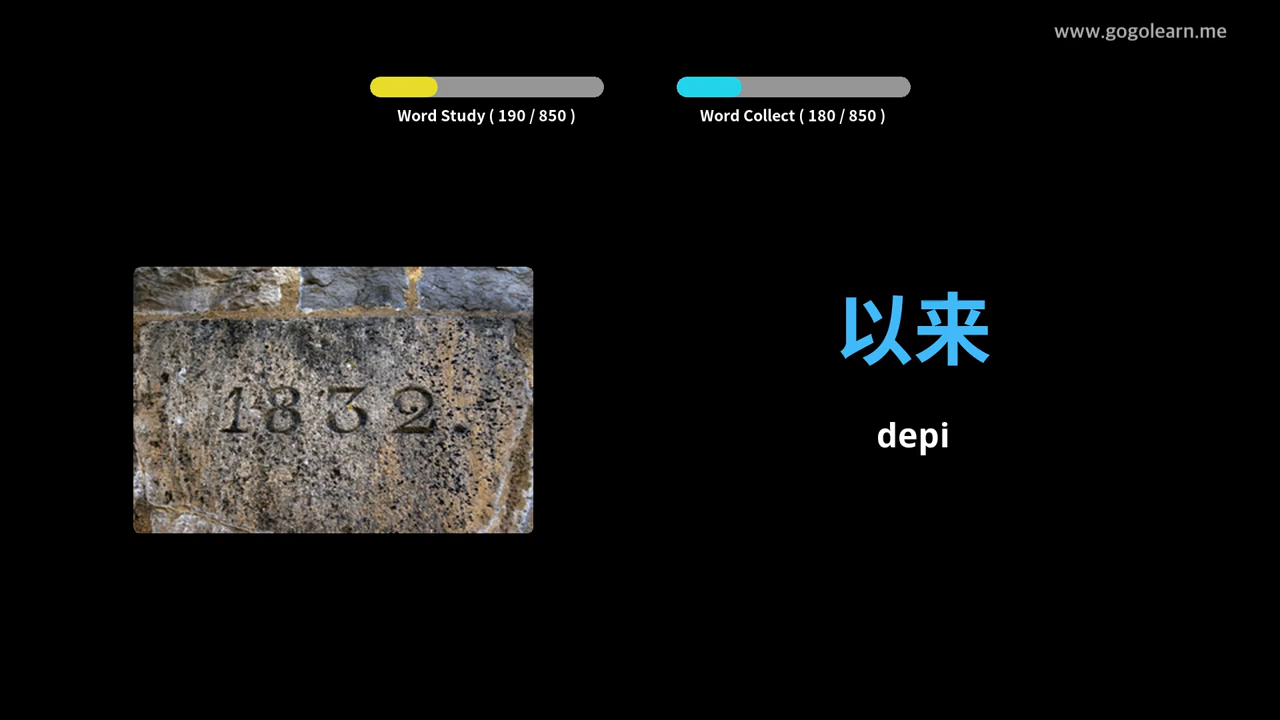 www.gogolearn.me
Word Study ( 190 / 850 )
Word Collect ( 180 / 850 )
1832.
以来
depi